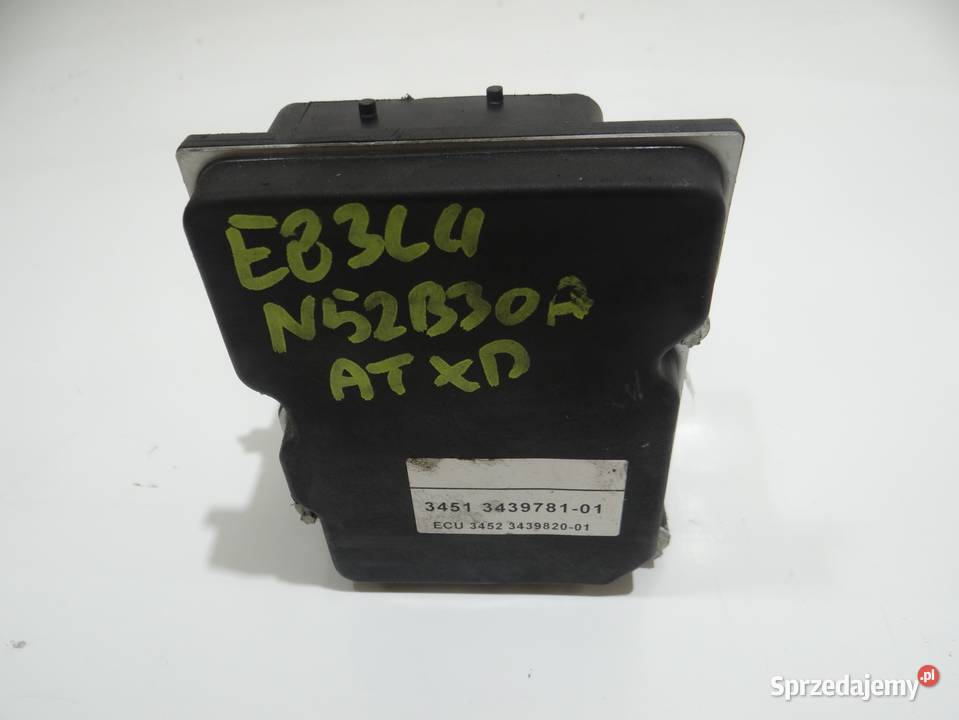 E83LCI
N52B30A
AT XD
3451 3439781-01
ECU 3452 3439820-01
Sprzedajemy.pl